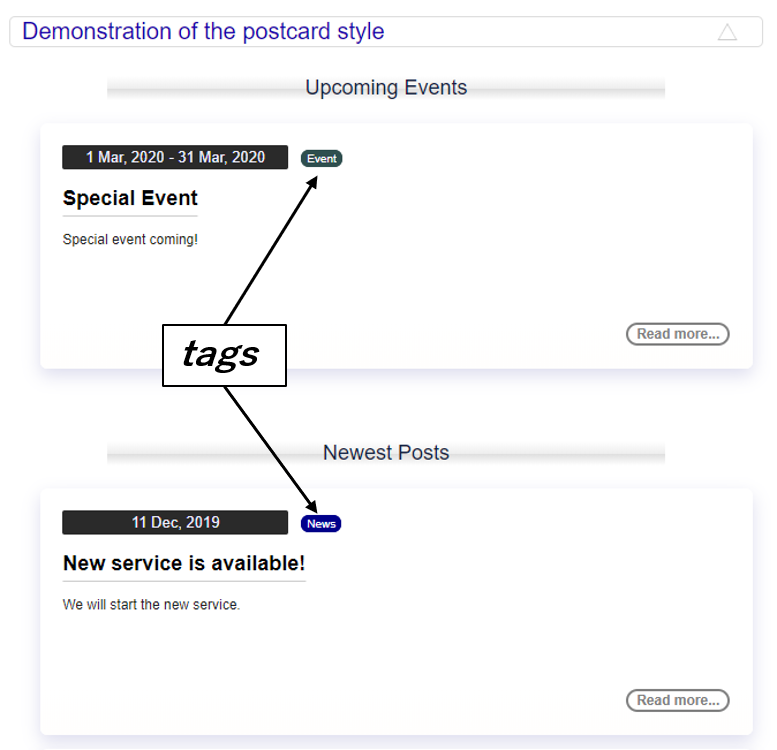 Demonstration of the postcard style
Upcoming Events
1 Mar, 2020 - 31 Mar, 2020 Event
Special Event
Special event coming!
Read more...
tags
Newest Posts
11 Dec, 2019 News
New service is available!
We will start the new service.
Read more...